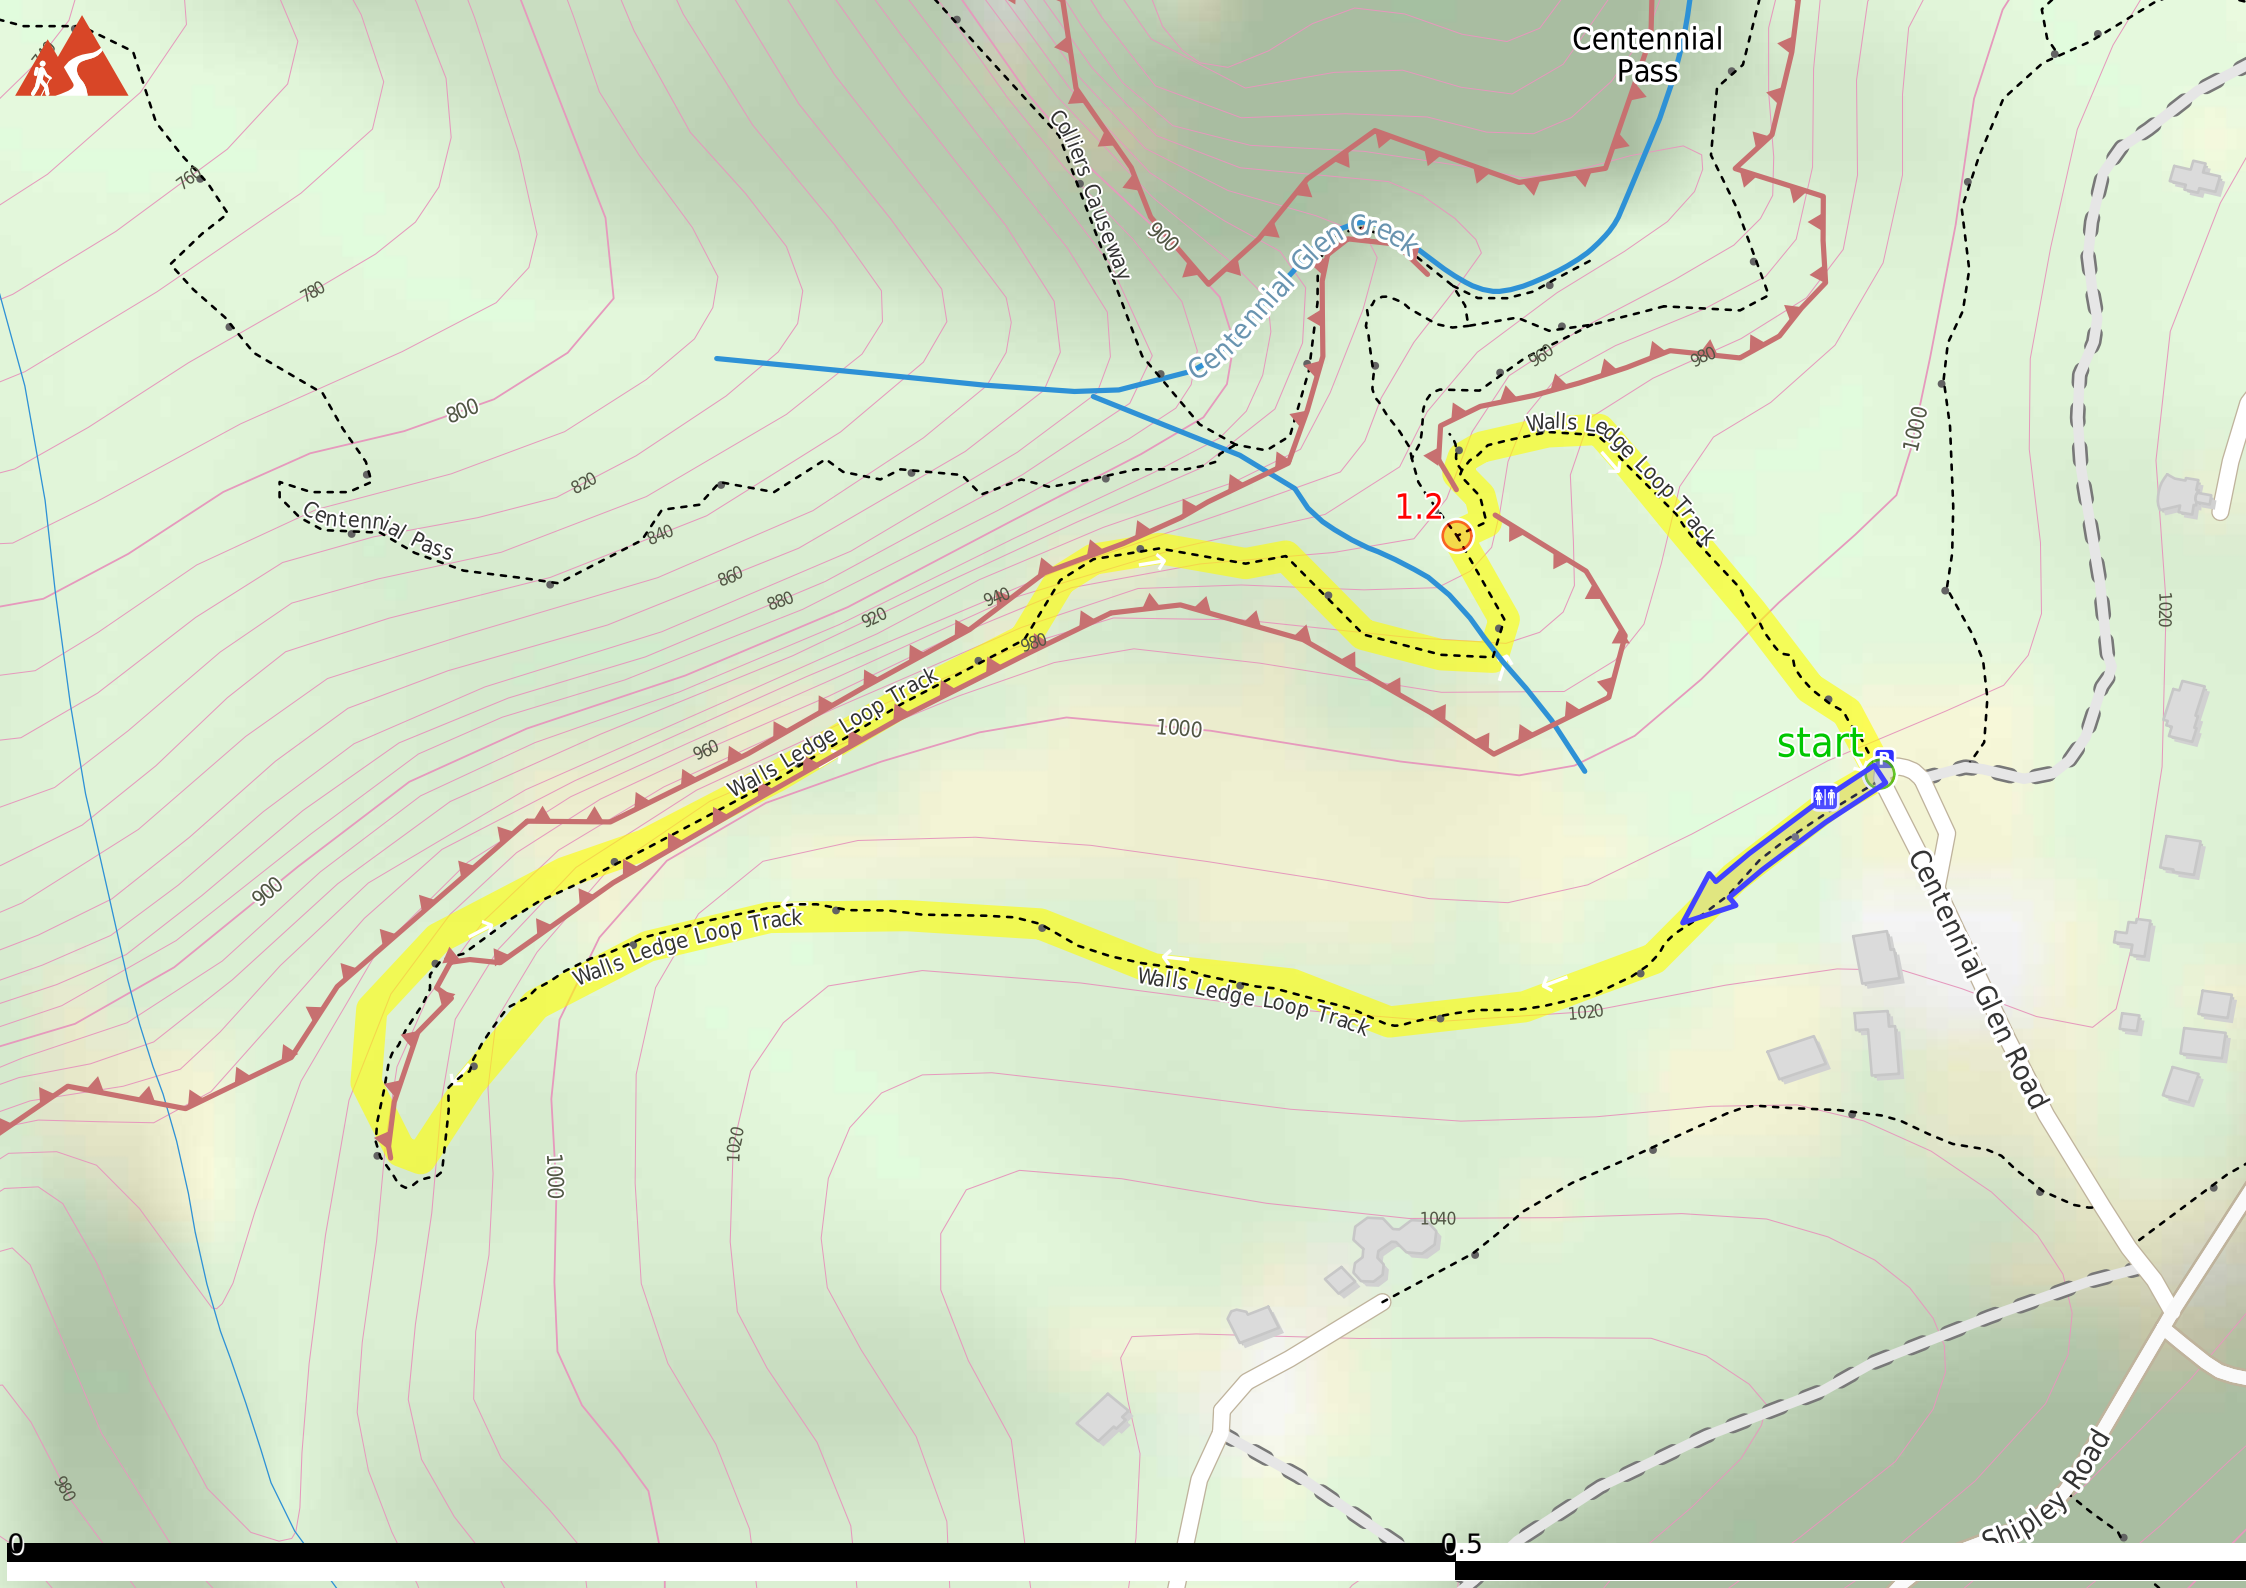 Centennial
Pass
Colliers Causeway
900
760
Centennial Glen Creek
780
960
980
800
Walls Ledge Loop Track
1000
820
1.2
Centennial Pass
840
860
880
920
940
980
1020
Walls Ledge Loop Track
960
1000
start
900
Walls Ledge Loop Track
Walls Ledge Loop Track
1020
Centennial Glen Road
1020
1000
1040
980
Shipley Road
0
0.5